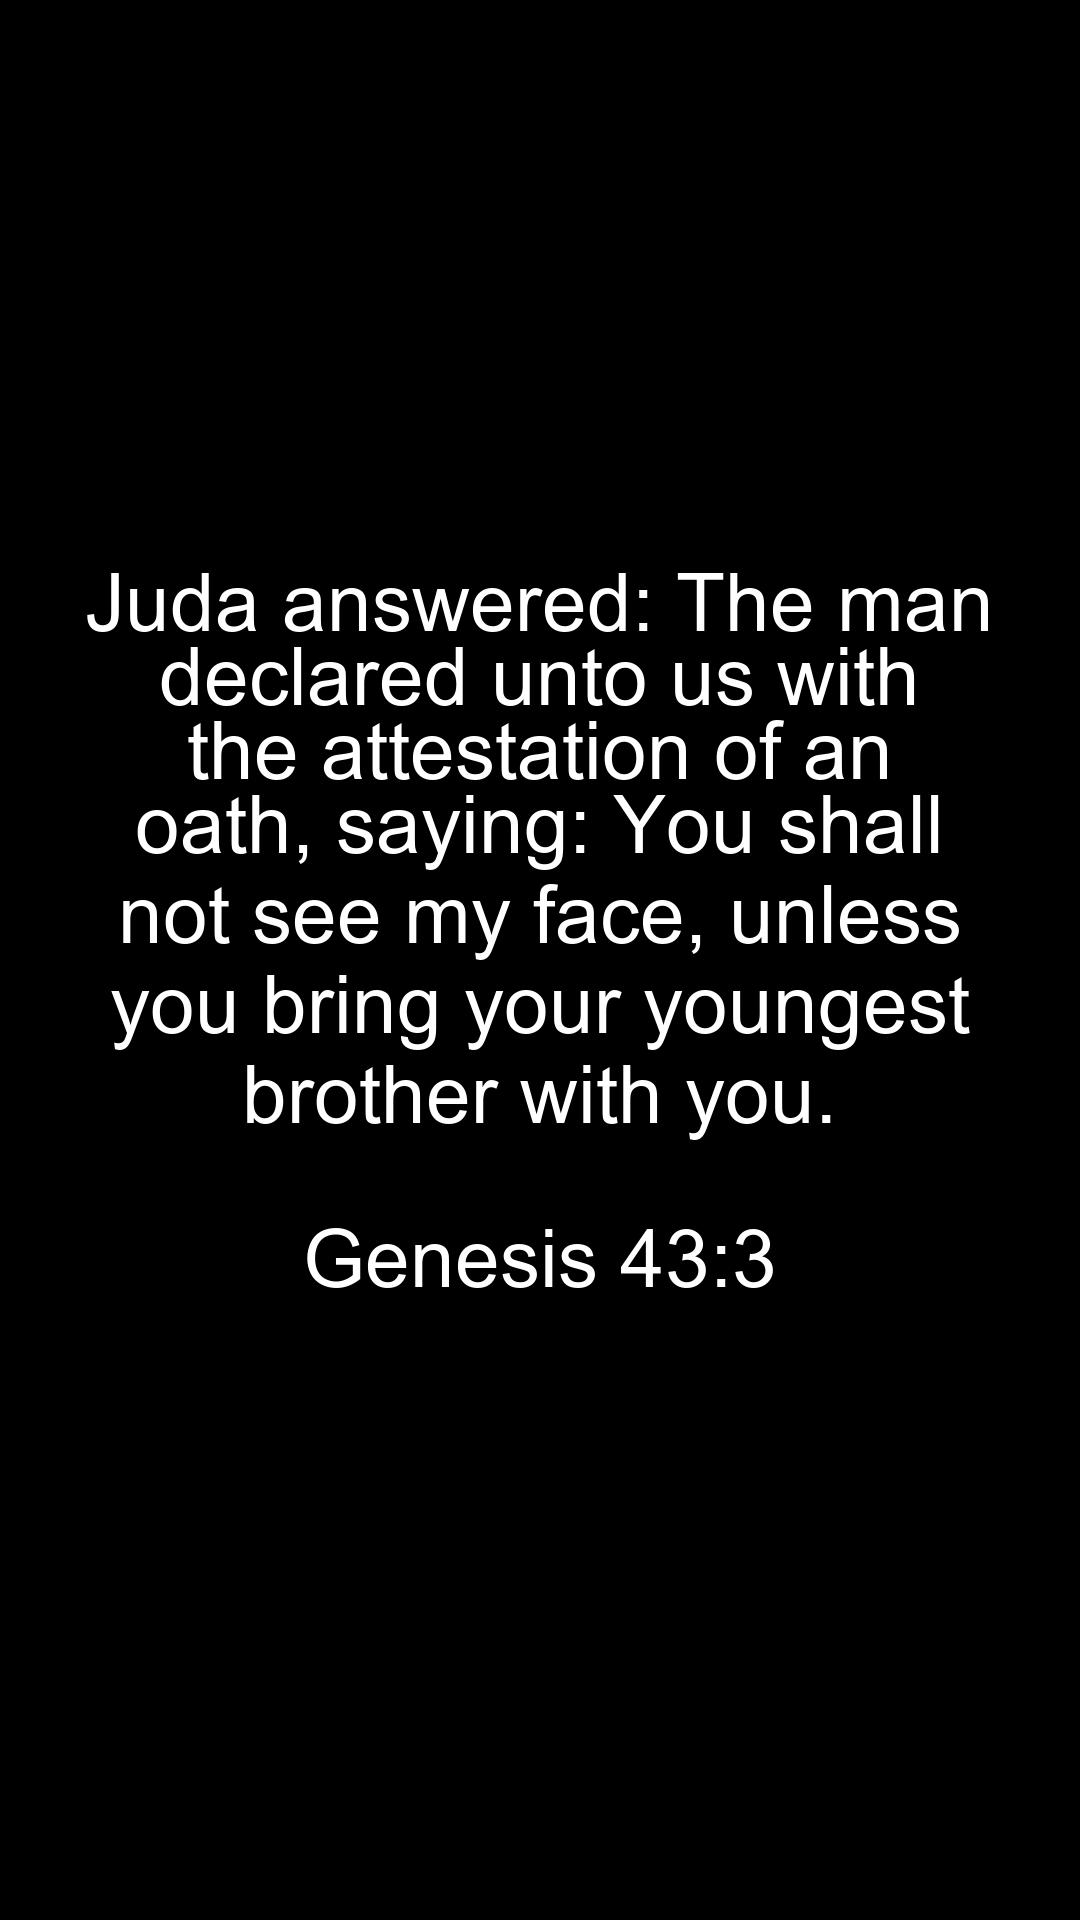 Juda answered: The man
declared unto us with
the attestation of an
oath, saying: You shall
not see my face, unless
you bring your youngest
brother with you.
Genesis 43:3